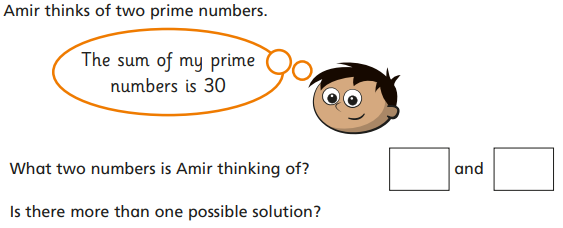 Amir thinks of two prime numbers.
The sum of my prime
numbers is 30
What two numbers is Amir thinking of? and
Is there more than one possible solution?